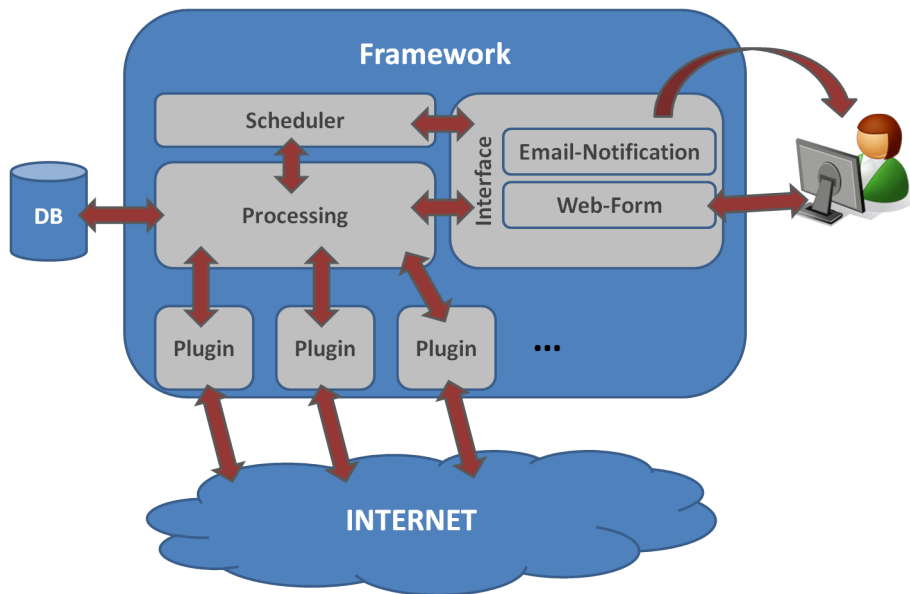 Framework
Scheduler
Email-Notification
Interface
Web-Form
DB
Processing
Plugin
Plugin
Plugin
...
INTERNET